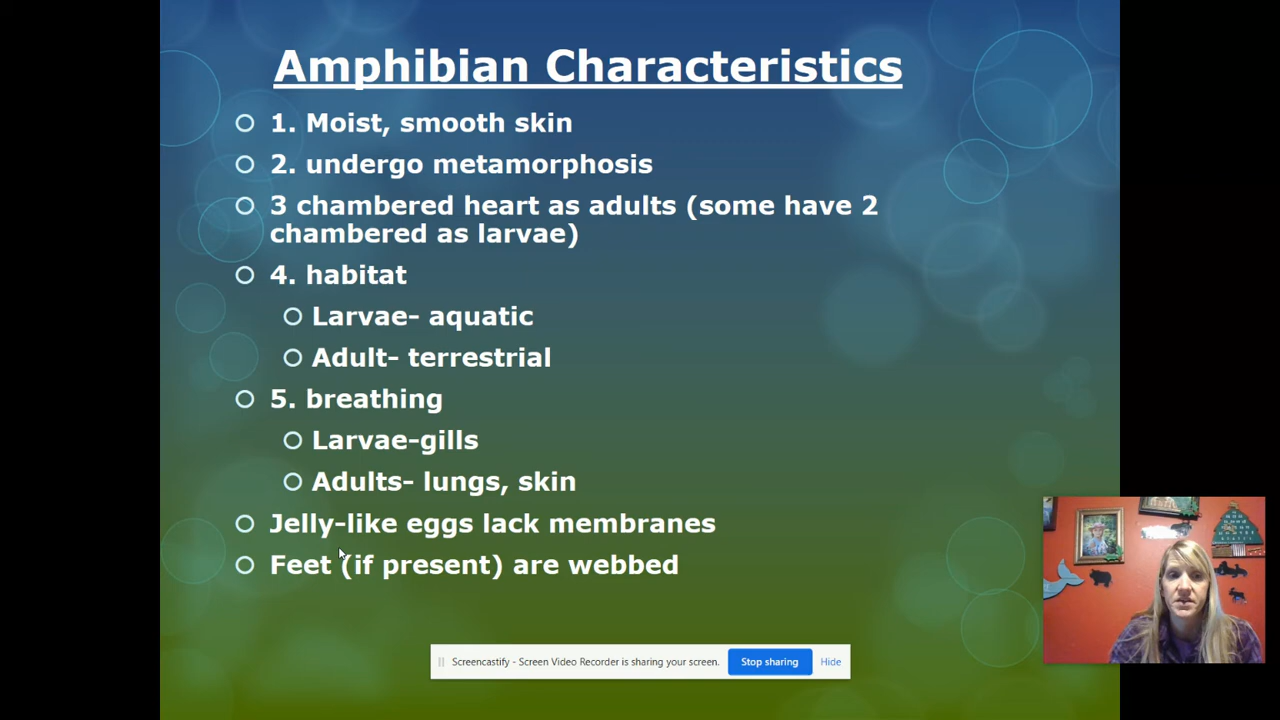 Amphibian Characteristics
1. Moist, smooth skin
2. undergo metamorphosis
3 chambered heart as adults (some have 2
chambered as larvae)
4. habitat
Larvae- aquatic
Adult- terrestrial
5. breathing
Larvae-gills
Adults- lungs, skin
Jelly-like eggs lack membranes
Feet (if present) are webbed
Screencastify - Screen Video Recorder is sharing your screen. Stop sharing Hide